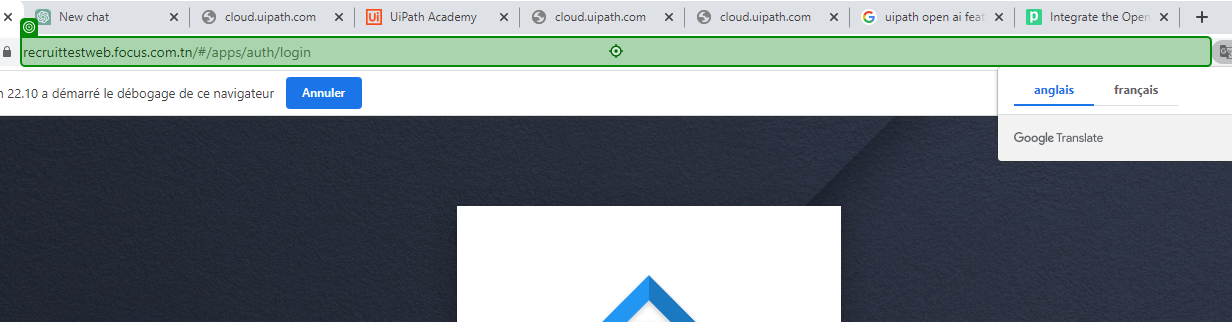 New chat cloud.uipath.com UiPath Academy cloud.uipath.com cloud.uipath.com uipath open ai feat Integrate the Open
recruittestweb.focus.com.tn/#/apps/auth/login
n 22.10 a démarré le débogage de ce navigateur Annuler
anglais français
Google Translate